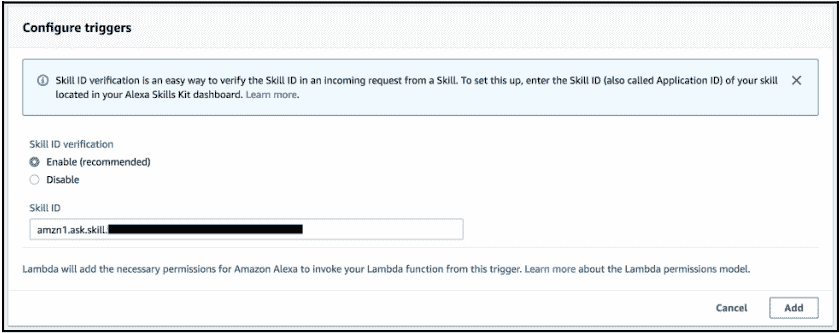 Configure triggers
Skill ID verification is an easy way to verify the Skill ID in an incoming request from a Skill. To set this up, enter the Skill ID (also called Application ID) of your skill
located in your Alexa Skills Kit dashboard. Learn more.
Skill ID verification
Enable (recommended)
Disable
Skill ID
amzn1.ask.skill.
Lambda will add the necessary permissions for Amazon Alexa to invoke your Lambda function from this trigger. Learn more about the Lambda permissions model.
Cancel Add